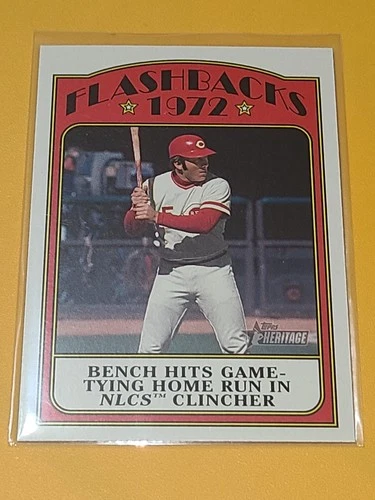 FLASHBACKS
1972
C
Topps
HERITAGE
BENCH HITS GAME-
TYING HOME RUN IN
NLCS™ CLINCHER